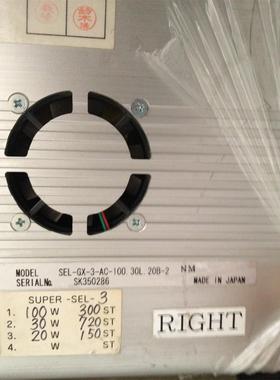 MODEL SEL-GX-3-AC-100.30L.20B-2 NM
SERIAL No. SK350286 MADE IN JAPAN
SUPER -SEL- 3
1. 100 W 300 ST
2. 30 W 720 ST
3. 20 W 150 ST
4. W ST
RIGHT